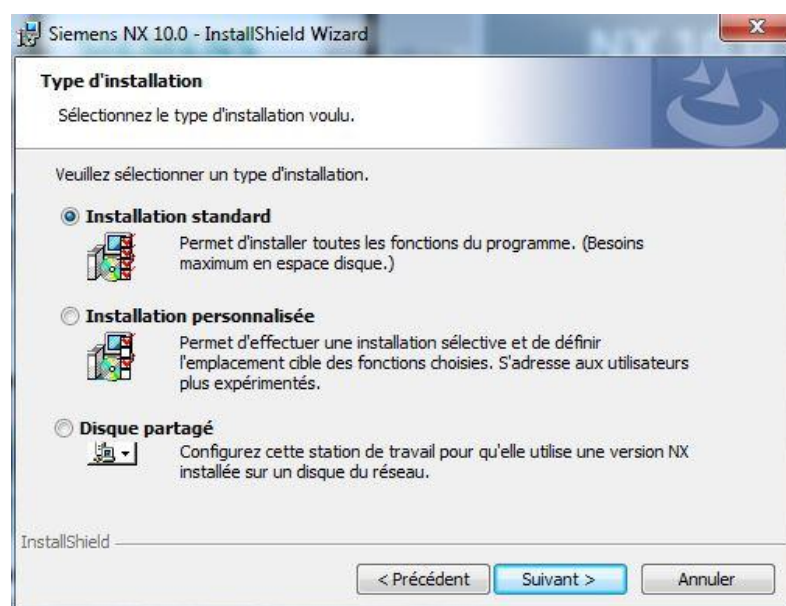 Siemens NX 10.0 - InstallShield Wizard
Type d'installation
Sélectionnez le type d'installation voulu.
Veuillez sélectionner un type d'installation.
Installation standard
Permet d'installer toutes les fonctions du programme. (Besoins
maximum en espace disque.)
Installation personnalisée
Permet d'effectuer une installation sélective et de définir
l'emplacement cible des fonctions choisies. S'adresse aux utilisateurs
plus expérimentés.
Disque partagé
Configurez cette station de travail pour qu'elle utilise une version NX
installée sur un disque du réseau.
InstallShield
< Précédent
Suivant >
Annuler